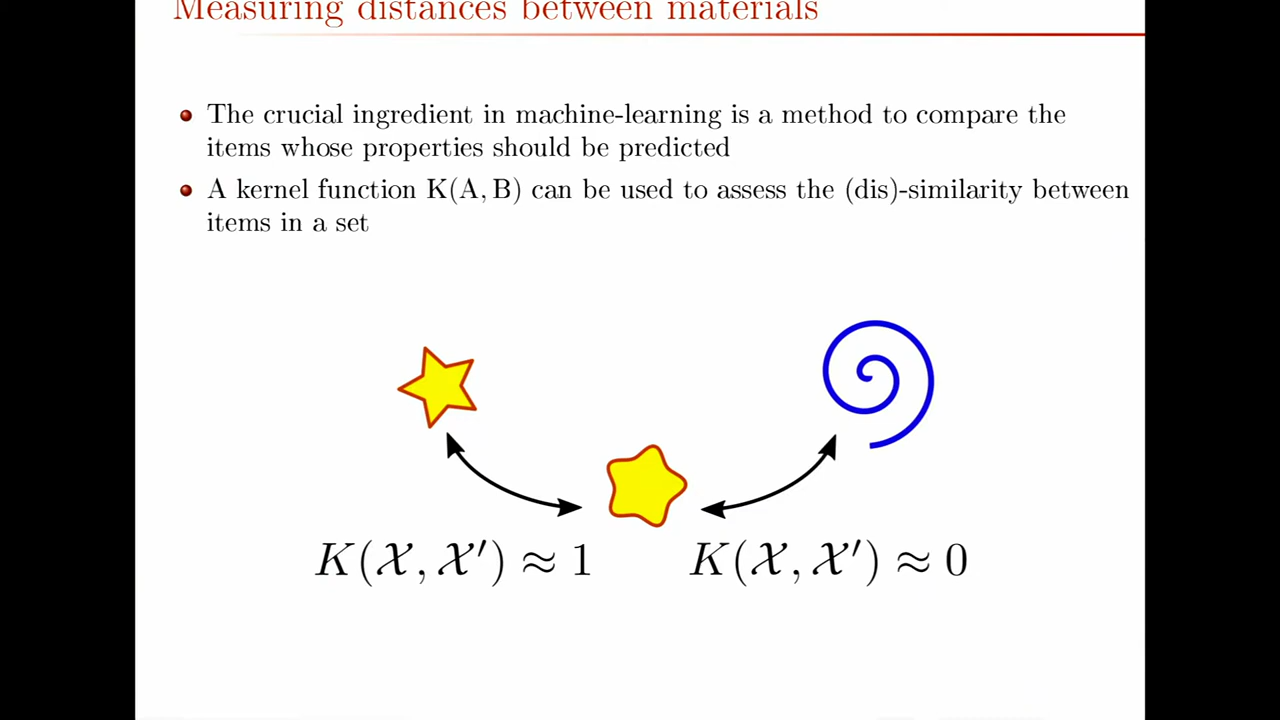 Measuring distances between materials
The crucial ingredient in machine-learning is a method to compare the
items whose properties should be predicted
A kernel function K(A, B) can be used to assess the (dis)-similarity between
items in a set
K(𝒳, 𝒳′) ≈ 1
K(𝒳, 𝒳′) ≈ 0